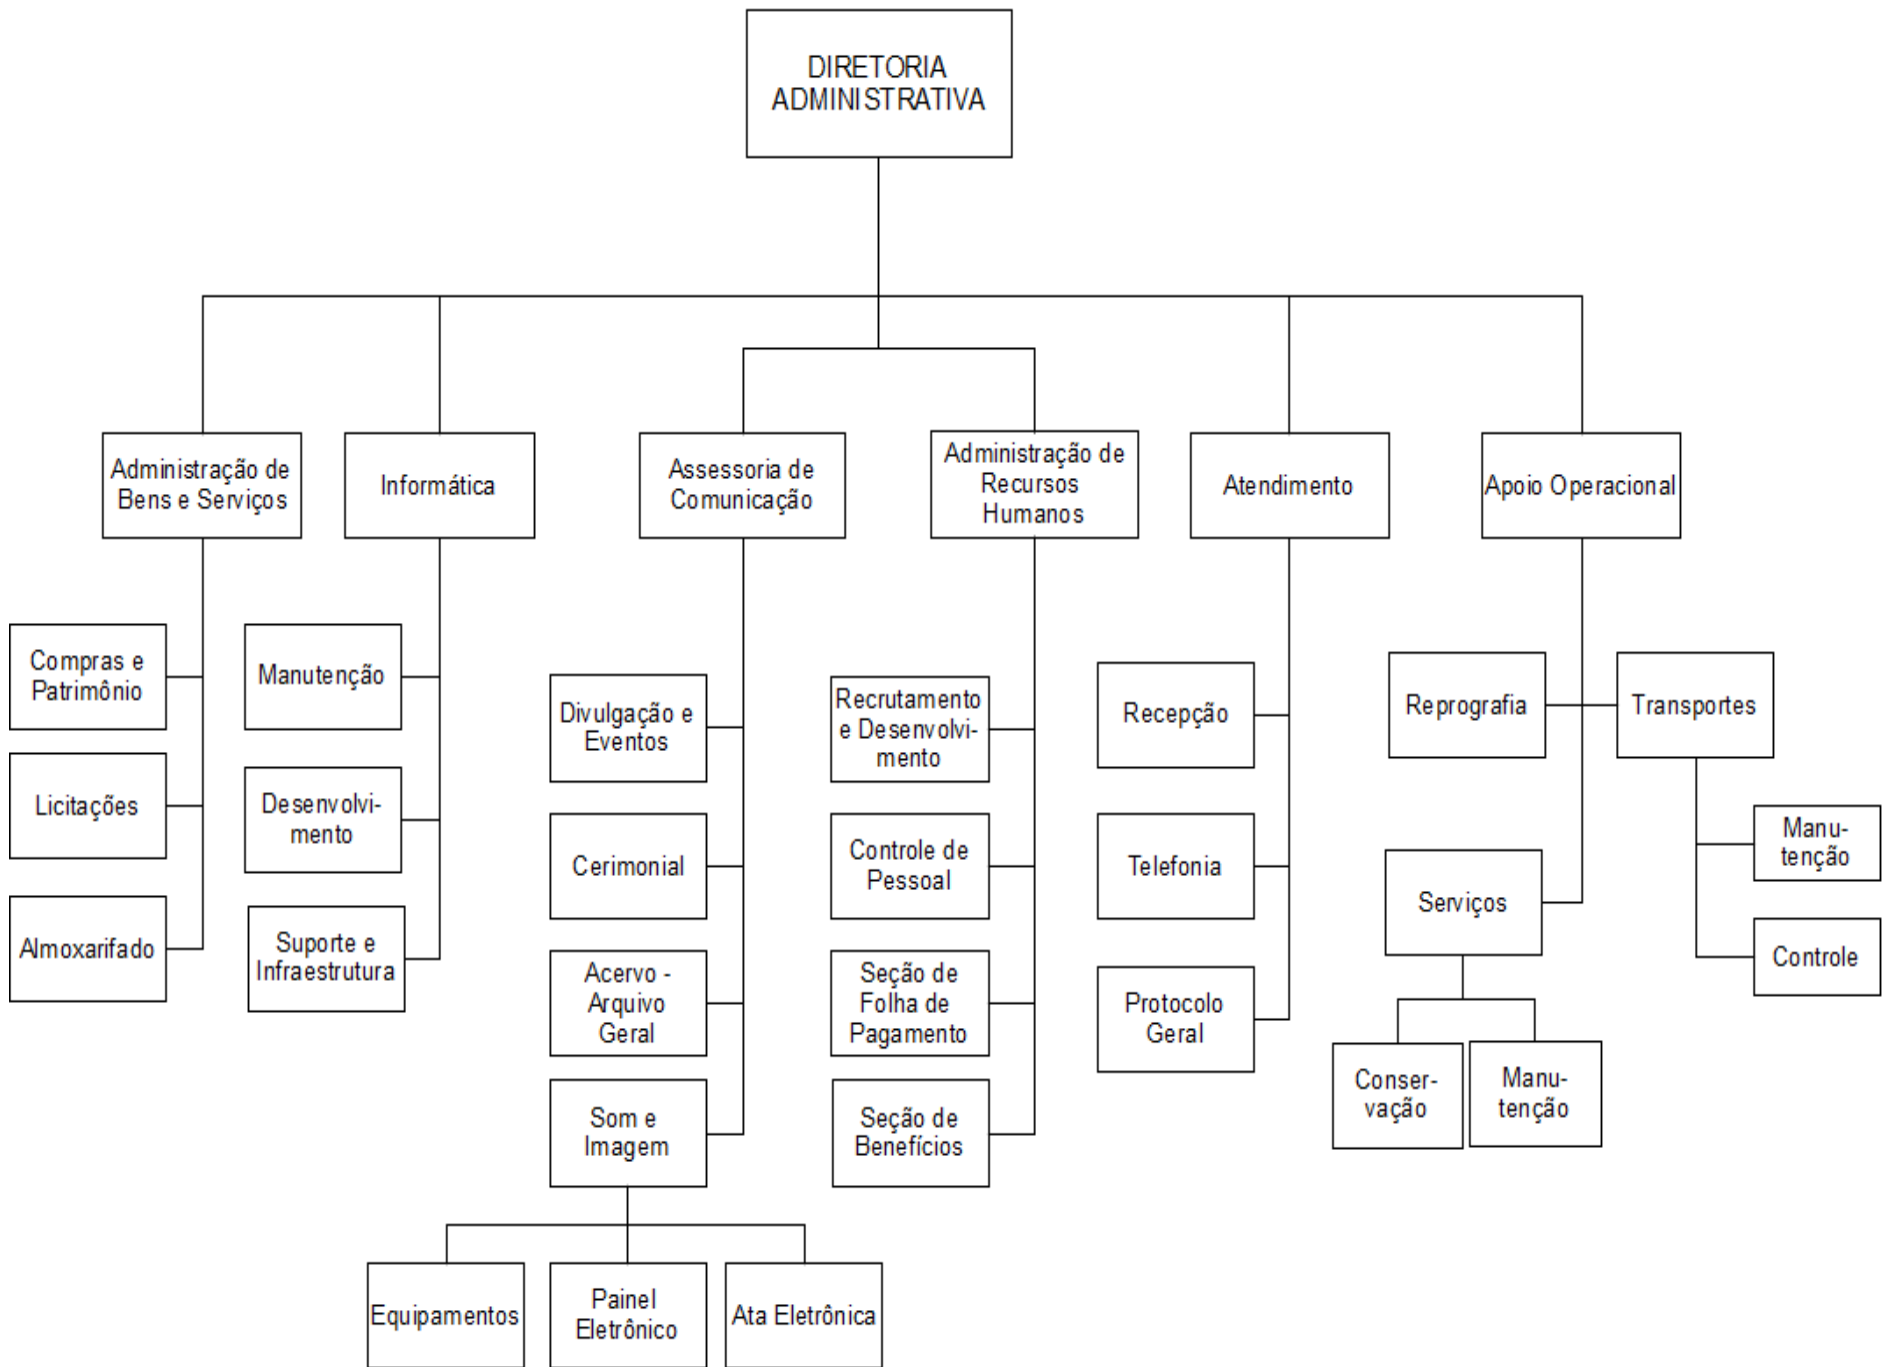 DIRETORIA
ADMINISTRATIVA
Administração de
Bens e Serviços
Informática
Assessoria de
Comunicação
Administração de
Recursos
Humanos
Atendimento
Apoio Operacional
Compras e
Patrimônio
Licitações
Almoxarifado
Manutenção
Desenvolvi-
mento
Suporte e
Infraestrutura
Divulgação e
Eventos
Cerimonial
Acervo -
Arquivo
Geral
Som e
Imagem
Equipamentos
Painel
Eletrônico
Ata Eletrônica
Recrutamento
e Desenvolvi-
mento
Controle de
Pessoal
Seção de
Folha de
Pagamento
Seção de
Benefícios
Recepção
Telefonia
Protocolo
Geral
Reprografia
Transportes
Manu-
tenção
Controle
Serviços
Conser-
vação
Manu-
tenção